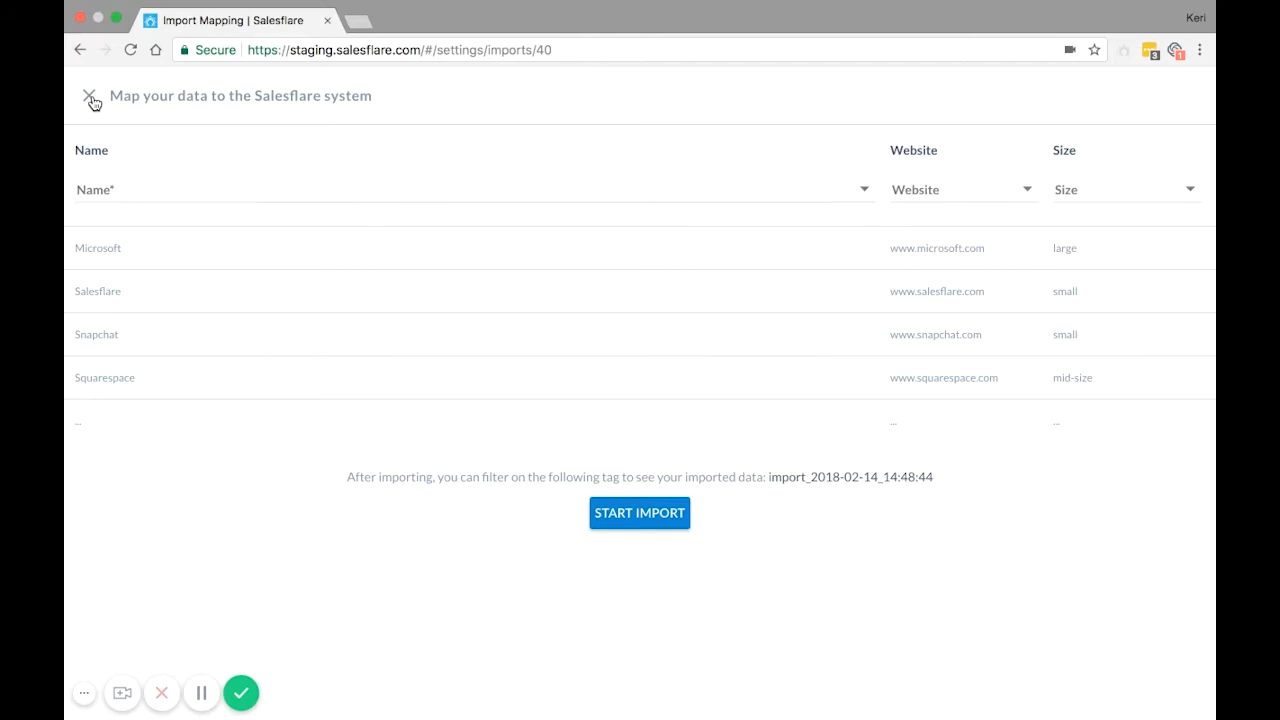 Import Mapping | Salesflare
Keri
Secure https://staging.salesflare.com/#/settings/imports/40
3
1
Map your data to the Salesflare system
Name Website Size
Name* Website Size
Microsoft www.microsoft.com large
Salesflare www.salesflare.com small
Snapchat www.snapchat.com small
Squarespace www.squarespace.com mid-size
... ... ...
After importing, you can filter on the following tag to see your imported data: import_2018-02-14_14:48:44
START IMPORT